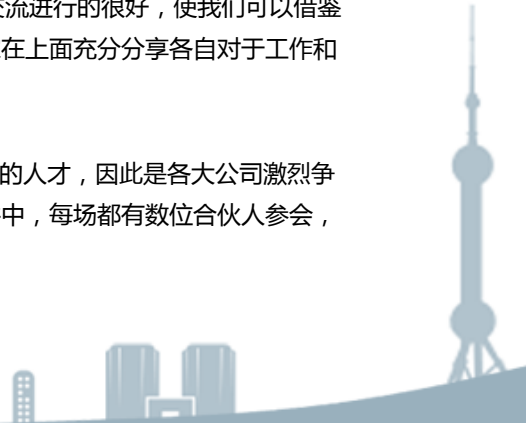 交流进行的很好，使我们可以借鉴
在上面充分分享各自对于工作和
的人才，因此是各大公司激烈争
中，每场都有数位合伙人参会，